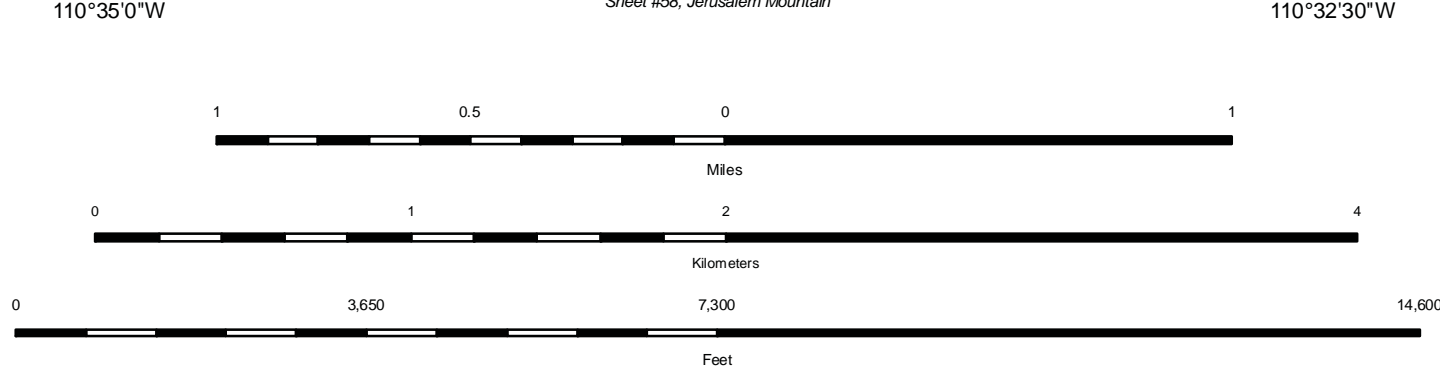 Sheet #58, Jerusalem Mountain
110°35'0"W 110°32'30"W
1 0.5 0 1
Miles
0 1 2 4
Kilometers
0 3,650 7,300 14,600
Feet